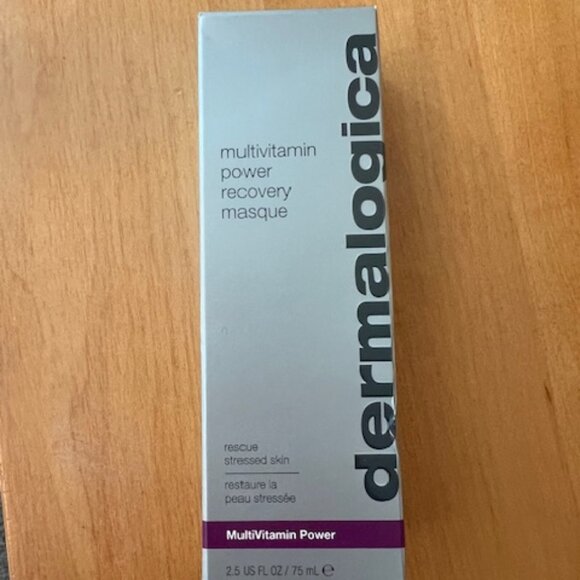 multivitamin
power
recovery
masque
dermalogica
rescue
stressed skin
restaure la
peau stressée
MultiVitamin Power
2.5 US FL OZ / 75 mL ℮